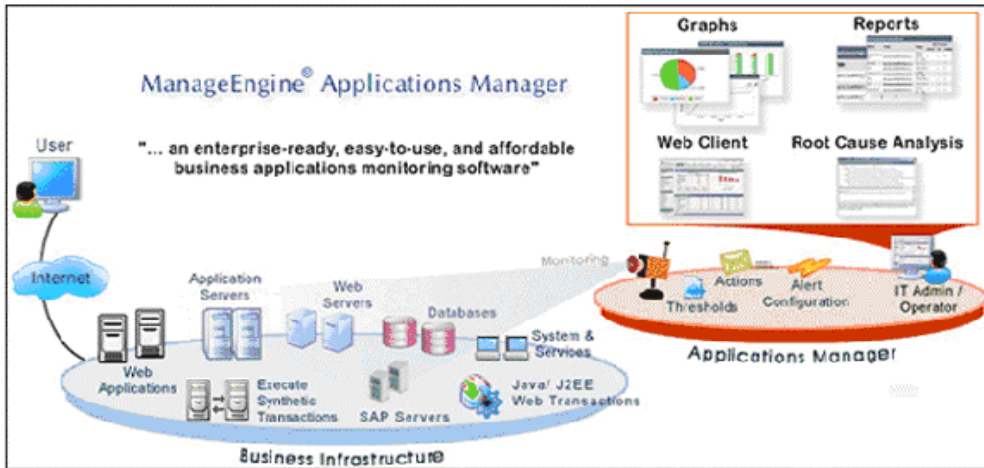 Graphs
Reports
ManageEngine® Applications Manager
User
"... an enterprise-ready, easy-to-use, and affordable
business applications monitoring software"
Web Client
Root Cause Analysis
Internet
Application
Servers
Web
Servers
Databases
Monitoring
Actions
Thresholds
Alert
Configuration
IT Admin /
Operator
System &
Services
Web
Applications
Execute
Synthetic
Transactions
SAP Servers
Java/ J2EE
Web Transactions
Applications Manager
Business Infrastructure